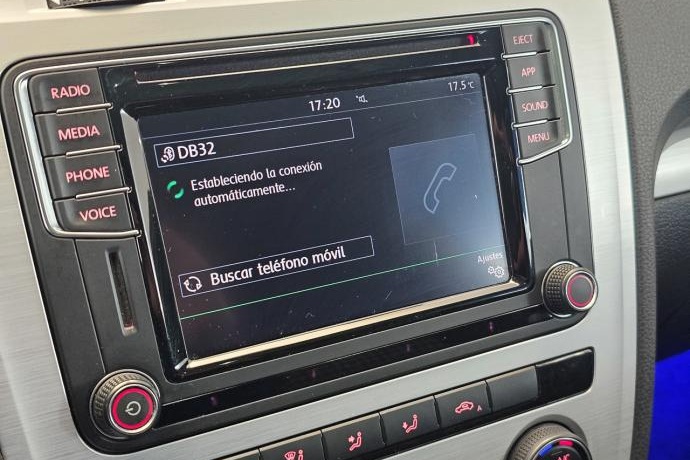 RADIO
MEDIA
PHONE
VOICE
EJECT
APP
SOUND
MENU
17:20
17.5°C
DB32
Estableciendo la conexión
automáticamente...
Buscar teléfono móvil
Ajustes
A